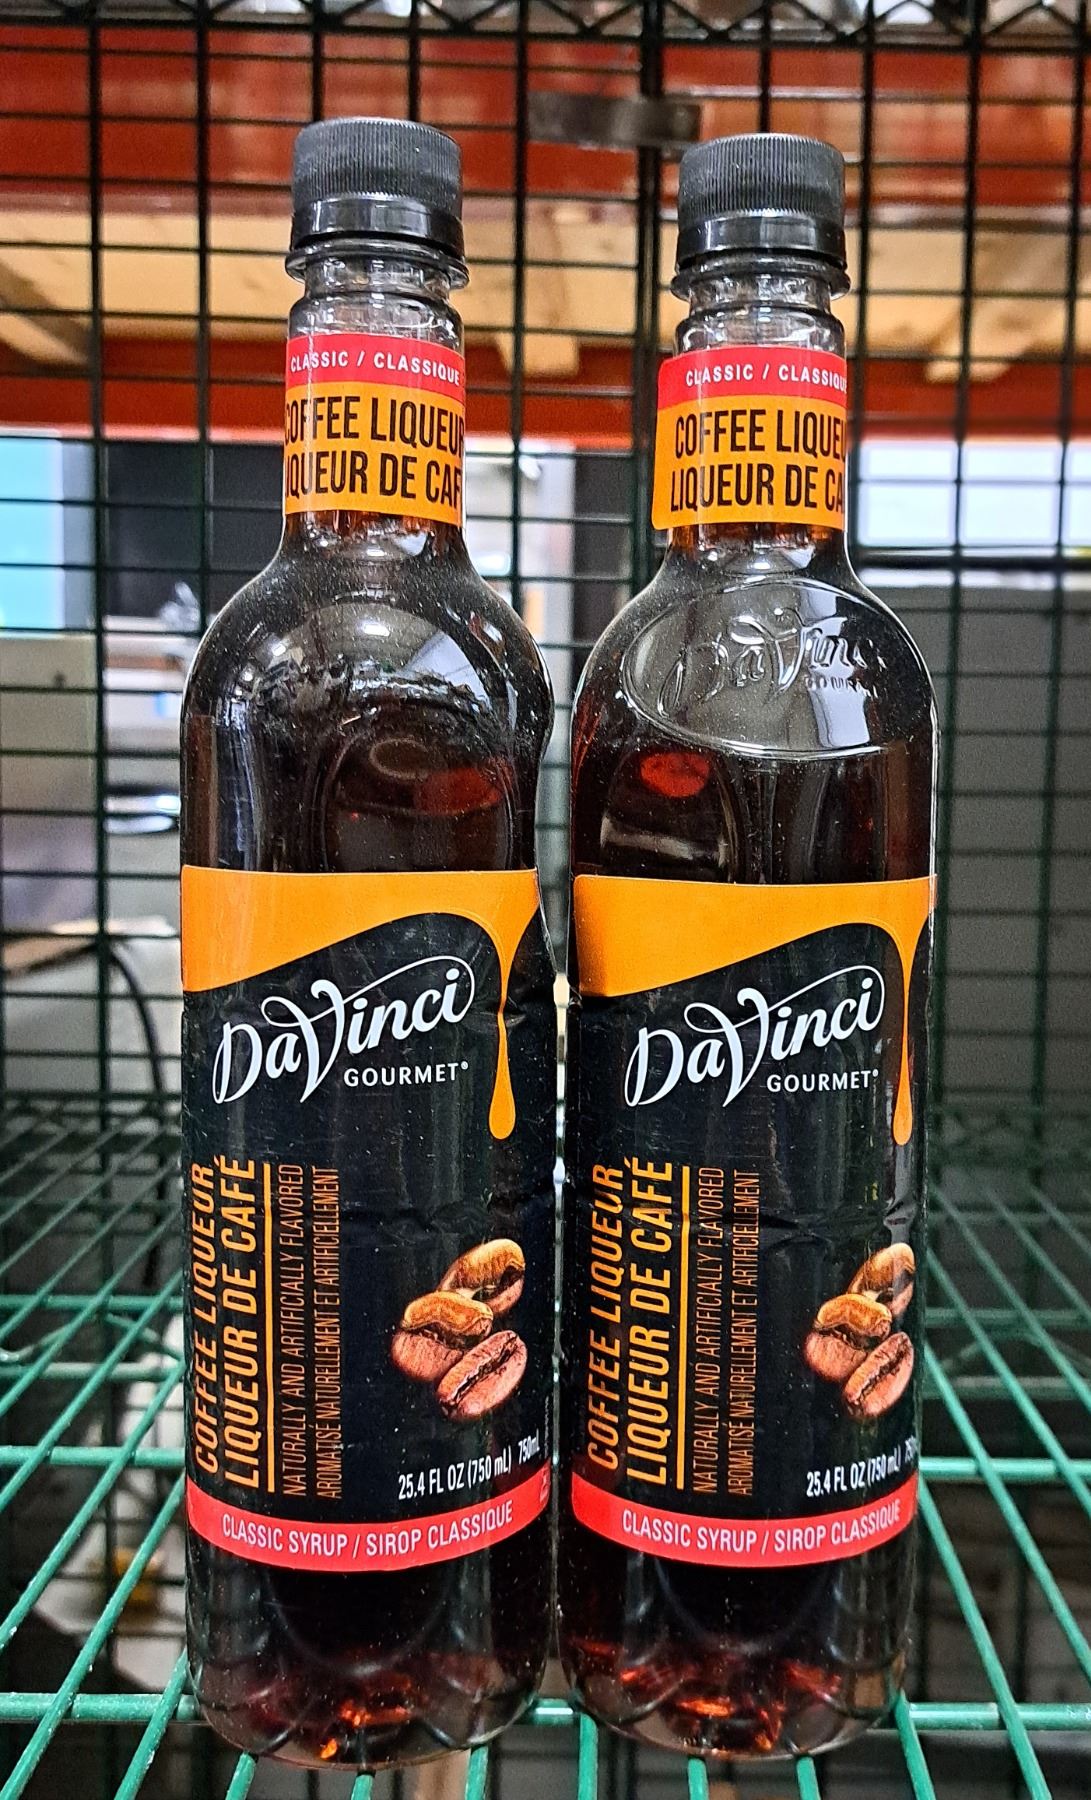 CLASSIC / CLASSIQUE
COFFEE LIQUEUR
LIQUEUR DE CAF
DaVinci
GOURMET®
COFFEE LIQUEUR
LIQUEUR DE CAFÉ
NATURALLY AND ARTIFICIALLY FLAVORED
AROMATISÉ NATURELLEMENT ET ARTIFICIELLEMENT
25.4 FL OZ (750 mL) 750mL
CLASSIC SYRUP / SIROP CLASSIQUE
CLASSIC / CLASSIQUE
COFFEE LIQUEU
LIQUEUR DE CA
DaVinci
GOURMET®
COFFEE LIQUEUR
LIQUEUR DE CAFÉ
NATURALLY AND ARTIFICIALLY FLAVORED
AROMATISÉ NATURELLEMENT ET ARTIFICIELLEMENT
25.4 FL OZ (750 mL)
CLASSIC SYRUP / SIROP CLASSIQUE